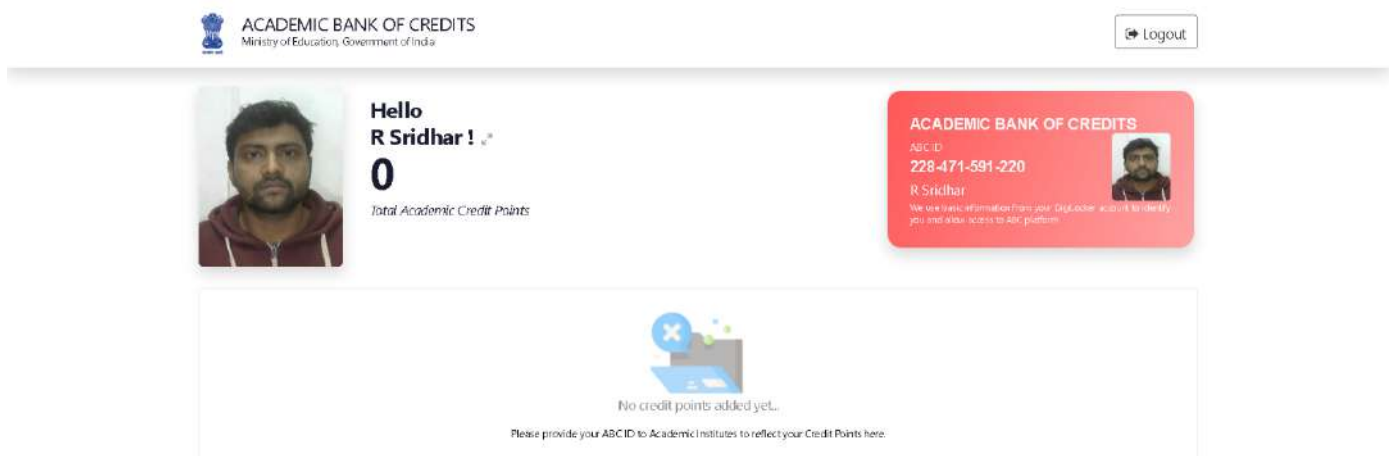 ACADEMIC BANK OF CREDITS
Ministry of Education, Government of India
Logout
Hello
R Sridhar !
0
Total Academic Credit Points
ACADEMIC BANK OF CREDITS
ABC ID
228-471-591-220
R Sridhar
We use basic information from your DigiLocker account to identify
you and allow access to ABC platform
No credit points added yet...
Please provide your ABC ID to Academic Institutes to reflect your Credit Points here.